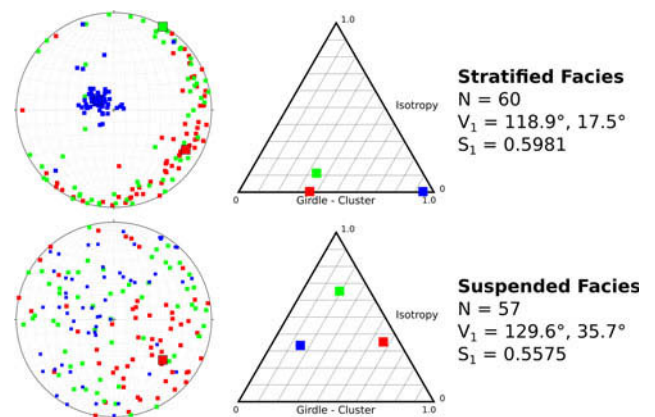 1.0
Isotropy
0
0
Girdle - Cluster
1.0
Stratified Facies
N = 60
V1 = 118.9°, 17.5°
S1 = 0.5981
1.0
Isotropy
0
0
Girdle - Cluster
1.0
Suspended Facies
N = 57
V1 = 129.6°, 35.7°
S1 = 0.5575